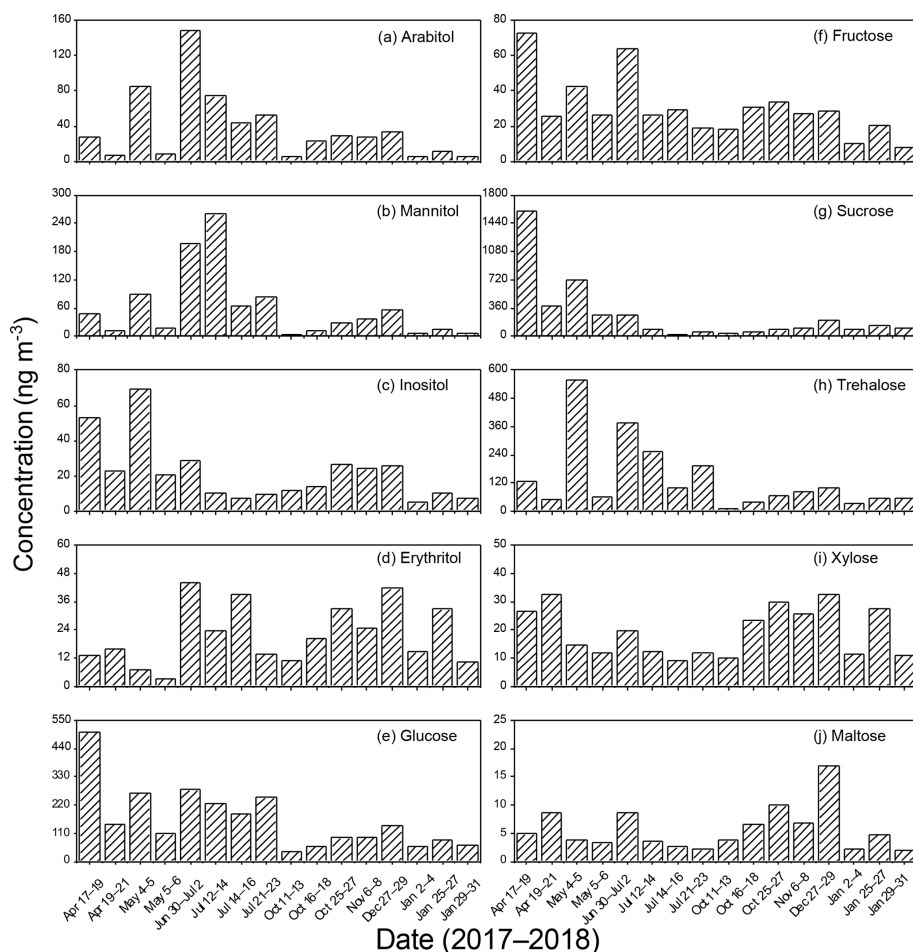 Concentration (ng m⁻³)
(a) Arabitol
160
120
80
40
0
(b) Mannitol
300
240
180
120
60
0
(c) Inositol
80
60
40
20
0
(d) Erythritol
60
48
36
24
12
0
(e) Glucose
550
440
330
220
110
0
Apr 17–19
Apr 19–21
May 4–5
May 5–6
Jun 30–Jul 2
Jul 12–14
Jul 14–16
Jul 21–23
Oct 11–13
Oct 16–18
Oct 25–27
Nov 6–8
Dec 27–29
Jan 2–4
Jan 25–27
Jan 29–31
(f) Fructose
80
60
40
20
0
(g) Sucrose
1800
1440
1080
720
360
0
(h) Trehalose
600
480
360
240
120
0
(i) Xylose
50
40
30
20
10
0
(j) Maltose
25
20
15
10
5
0
Apr 17–19
Apr 19–21
May 4–5
May 5–6
Jun 30–Jul 2
Jul 12–14
Jul 14–16
Jul 21–23
Oct 11–13
Oct 16–18
Oct 25–27
Nov 6–8
Dec 27–29
Jan 2–4
Jan 25–27
Jan 29–31
Date (2017–2018)